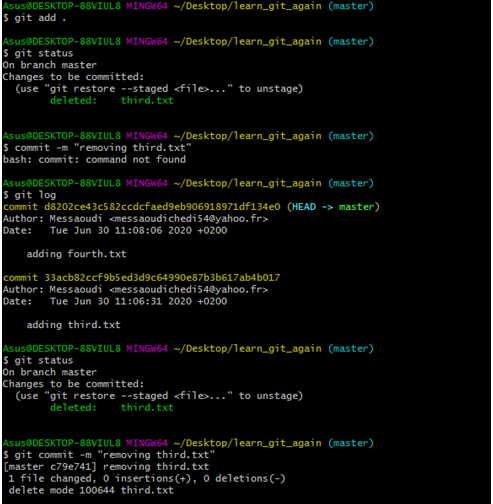 Asus@DESKTOP-88VIUL8 MINGW64 ~/Desktop/learn_git_again (master)
$ git add .
Asus@DESKTOP-88VIUL8 MINGW64 ~/Desktop/learn_git_again (master)
$ git status
On branch master
Changes to be committed:
  (use "git restore --staged <file>..." to unstage)
        deleted:    third.txt
Asus@DESKTOP-88VIUL8 MINGW64 ~/Desktop/learn_git_again (master)
$ commit -m "removing third.txt"
bash: commit: command not found
Asus@DESKTOP-88VIUL8 MINGW64 ~/Desktop/learn_git_again (master)
$ git log
commit d8202ce43c582ccdcfaed9eb906918971df134e0 (HEAD -> master)
Author: Messaoudi <messaoudichedi54@yahoo.fr>
Date:   Tue Jun 30 11:08:06 2020 +0200
    adding fourth.txt
commit 33acb82ccf9b5ed3d9c64990e87b3b617ab4b017
Author: Messaoudi <messaoudichedi54@yahoo.fr>
Date:   Tue Jun 30 11:06:31 2020 +0200
    adding third.txt
Asus@DESKTOP-88VIUL8 MINGW64 ~/Desktop/learn_git_again (master)
$ git status
On branch master
Changes to be committed:
  (use "git restore --staged <file>..." to unstage)
        deleted:    third.txt
Asus@DESKTOP-88VIUL8 MINGW64 ~/Desktop/learn_git_again (master)
$ git commit -m "removing third.txt"
[master c79e741] removing third.txt
 1 file changed, 0 insertions(+), 0 deletions(-)
 delete mode 100644 third.txt